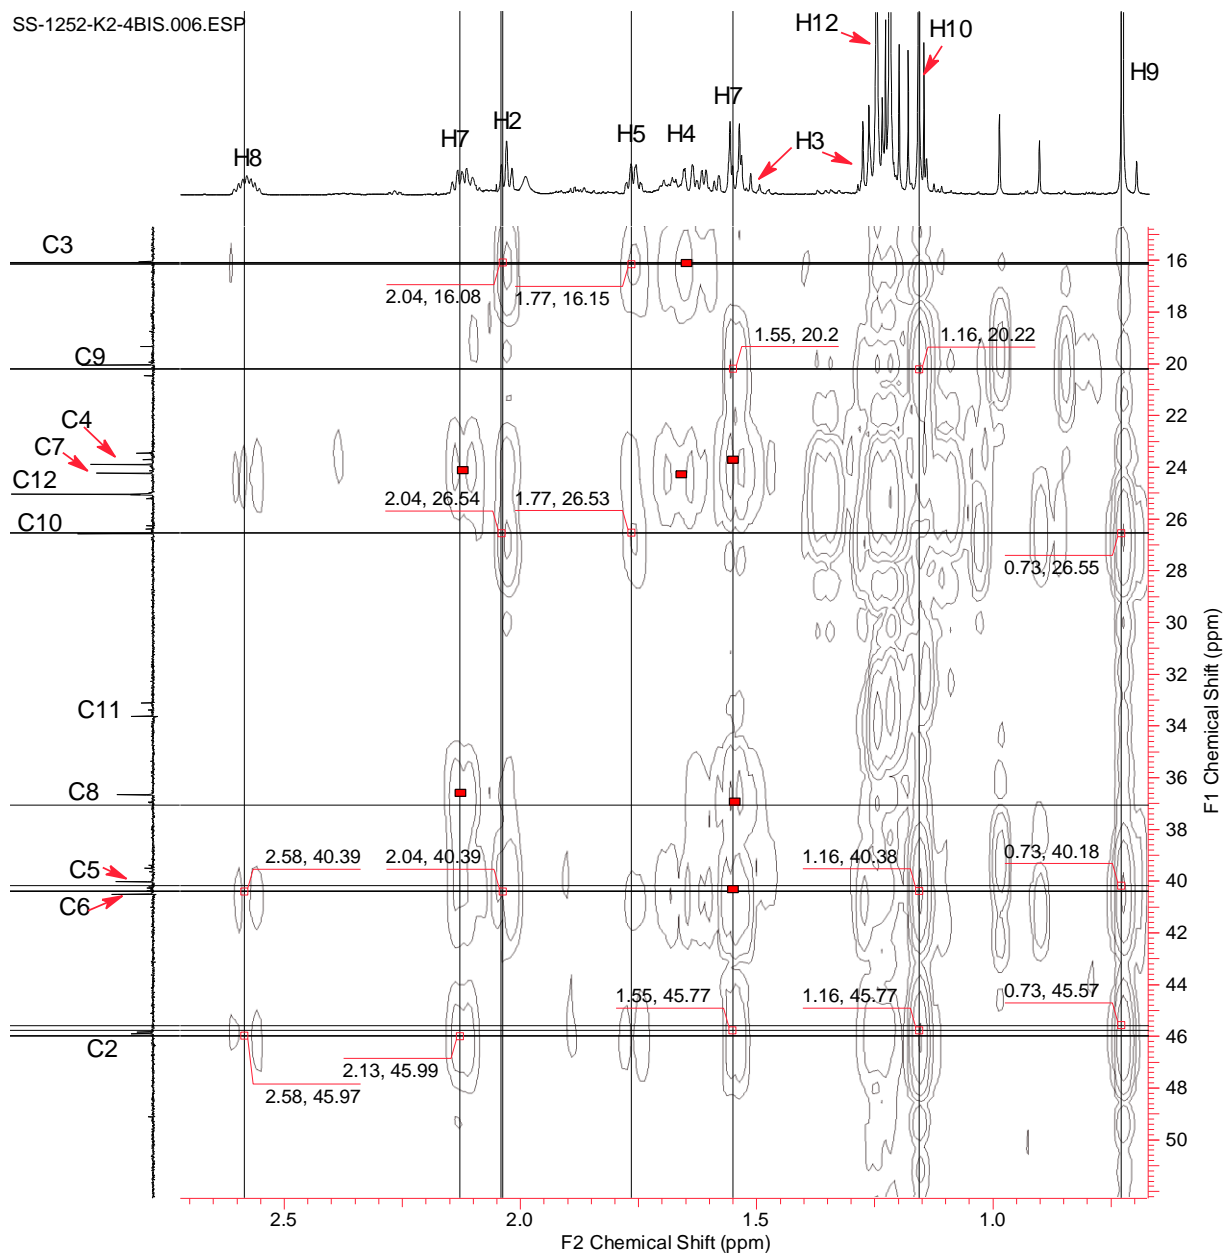 SS-1252-K2-4BIS.006.ESP
H12
H10
H9
H7
H2
H7
H8
H5
H4
H3
C3
C9
C4
C7
C12
C10
C11
C8
C5
C6
C2
2.04, 16.08
1.77, 16.15
1.55, 20.2
1.16, 20.22
2.04, 26.54
1.77, 26.53
0.73, 26.55
2.58, 40.39
2.04, 40.39
1.16, 40.38
0.73, 40.18
1.55, 45.77
1.16, 45.77
0.73, 45.57
2.13, 45.99
2.58, 45.97
16
18
20
22
24
26
28
30
32
34
36
38
40
42
44
46
48
50
F1 Chemical Shift (ppm)
2.5
2.0
1.5
1.0
F2 Chemical Shift (ppm)